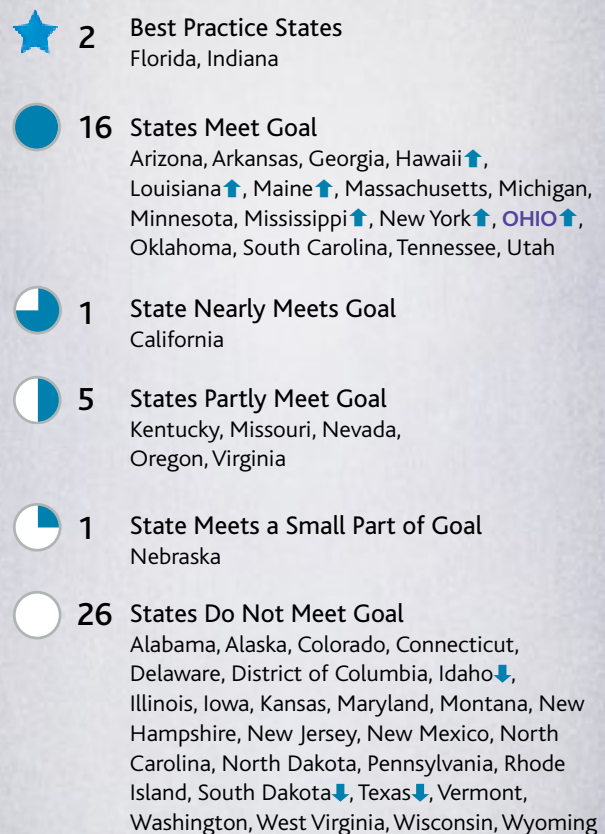 2 Best Practice States
Florida, Indiana
16 States Meet Goal
Arizona, Arkansas, Georgia, Hawaii⬆,
Louisiana⬆, Maine⬆, Massachusetts, Michigan,
Minnesota, Mississippi⬆, New York⬆, OHIO⬆,
Oklahoma, South Carolina, Tennessee, Utah
1 State Nearly Meets Goal
California
5 States Partly Meet Goal
Kentucky, Missouri, Nevada,
Oregon, Virginia
1 State Meets a Small Part of Goal
Nebraska
26 States Do Not Meet Goal
Alabama, Alaska, Colorado, Connecticut,
Delaware, District of Columbia, Idaho⬇,
Illinois, Iowa, Kansas, Maryland, Montana, New
Hampshire, New Jersey, New Mexico, North
Carolina, North Dakota, Pennsylvania, Rhode
Island, South Dakota⬇, Texas⬇, Vermont,
Washington, West Virginia, Wisconsin, Wyoming